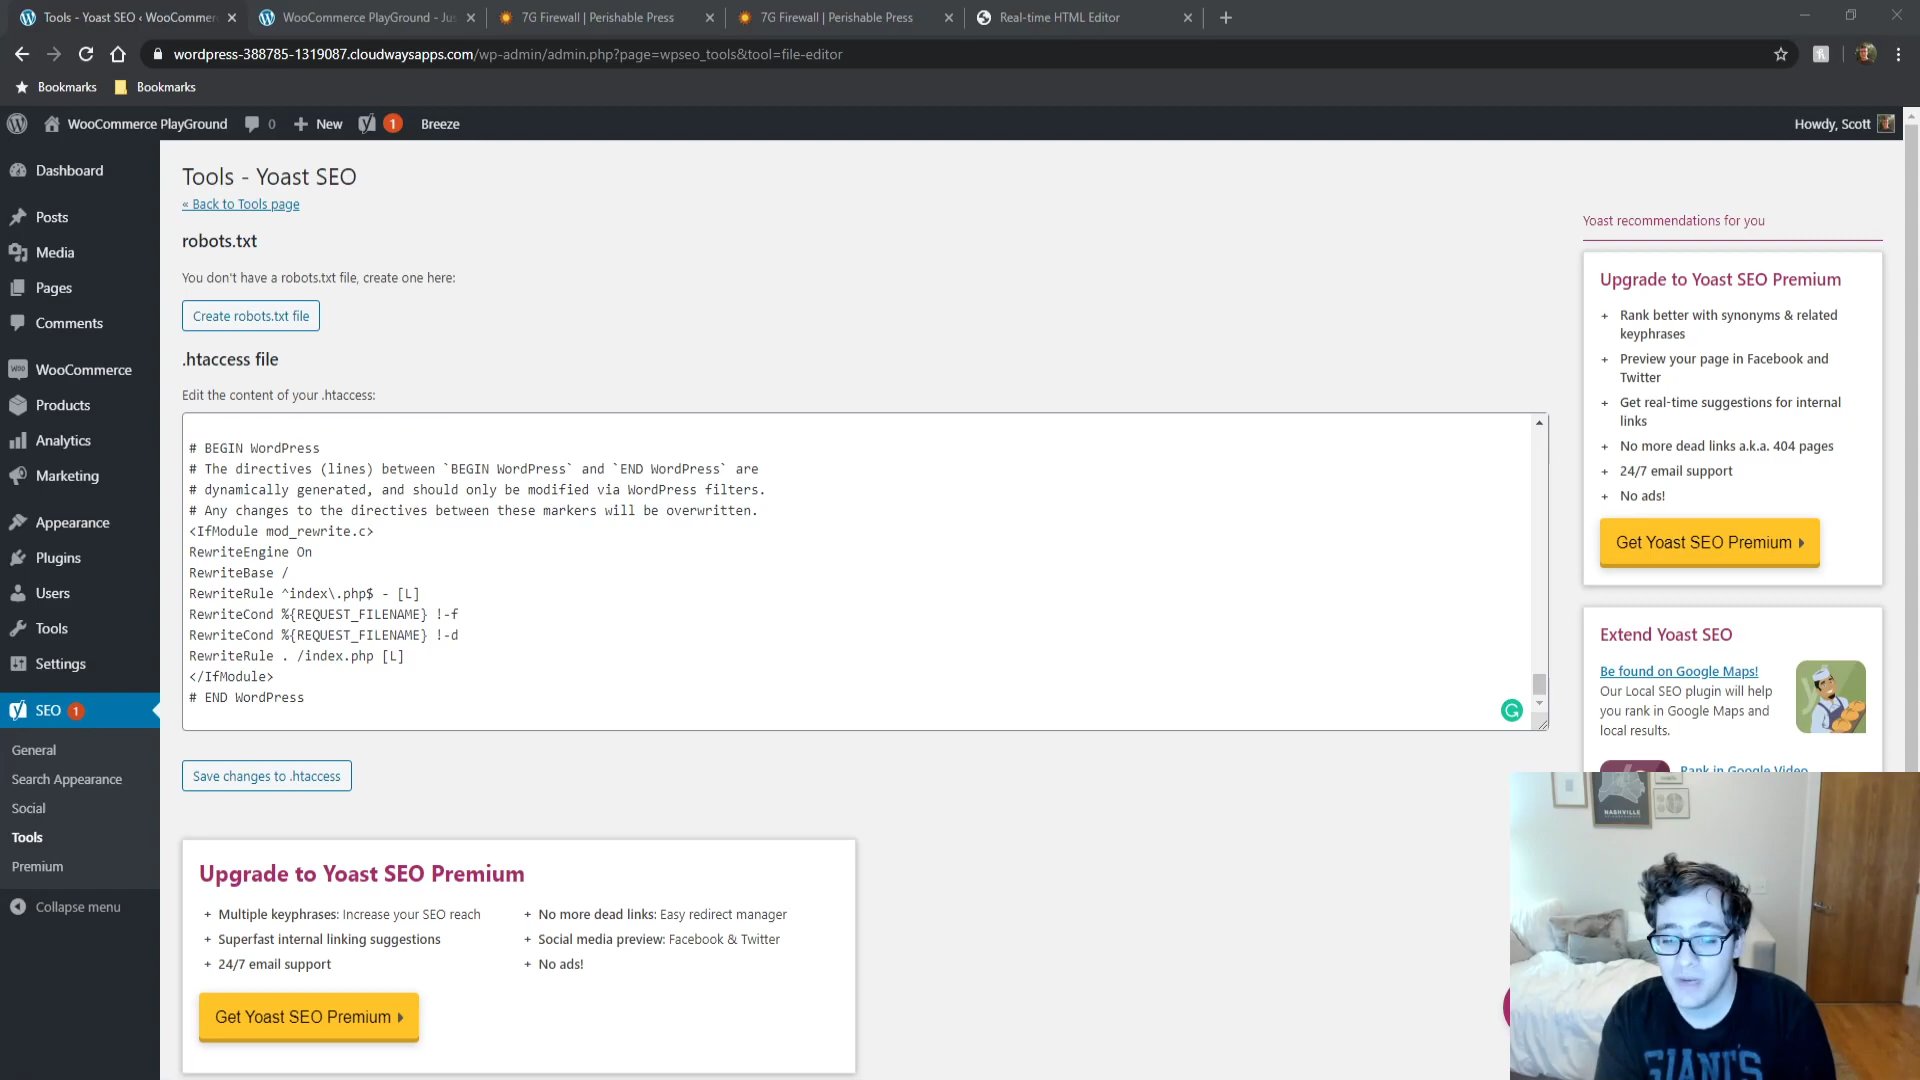 Tools - Yoast SEO ‹ WooCommer
WooCommerce PlayGround - Jus
7G Firewall | Perishable Press
7G Firewall | Perishable Press
Real-time HTML Editor
wordpress-388785-1319087.cloudwaysapps.com/wp-admin/admin.php?page=wpseo_tools&tool=file-editor
Bookmarks
Bookmarks
WooCommerce PlayGround
0
New
1
Breeze
Howdy, Scott
Dashboard
Posts
Media
Pages
Comments
WooCommerce
Products
Analytics
Marketing
Appearance
Plugins
Users
Tools
Settings
SEO 1
General
Search Appearance
Social
Tools
Premium
Collapse menu
Tools - Yoast SEO
« Back to Tools page
robots.txt
You don't have a robots.txt file, create one here:
Create robots.txt file
.htaccess file
Edit the content of your .htaccess:
# BEGIN WordPress
# The directives (lines) between `BEGIN WordPress` and `END WordPress` are
# dynamically generated, and should only be modified via WordPress filters.
# Any changes to the directives between these markers will be overwritten.
<IfModule mod_rewrite.c>
RewriteEngine On
RewriteBase /
RewriteRule ^index\.php$ - [L]
RewriteCond %{REQUEST_FILENAME} !-f
RewriteCond %{REQUEST_FILENAME} !-d
RewriteRule . /index.php [L]
</IfModule>
# END WordPress
Save changes to .htaccess
Upgrade to Yoast SEO Premium
+ Multiple keyphrases: Increase your SEO reach
+ Superfast internal linking suggestions
+ 24/7 email support
+ No more dead links: Easy redirect manager
+ Social media preview: Facebook & Twitter
+ No ads!
Get Yoast SEO Premium
Yoast recommendations for you
Upgrade to Yoast SEO Premium
+ Rank better with synonyms & related
keyphrases
+ Preview your page in Facebook and
Twitter
+ Get real-time suggestions for internal
links
+ No more dead links a.k.a. 404 pages
+ 24/7 email support
+ No ads!
Get Yoast SEO Premium
Extend Yoast SEO
Be found on Google Maps!
Our Local SEO plugin will help
you rank in Google Maps and
local results.
Rank in Google Video
NASHVILLE
GIANTS